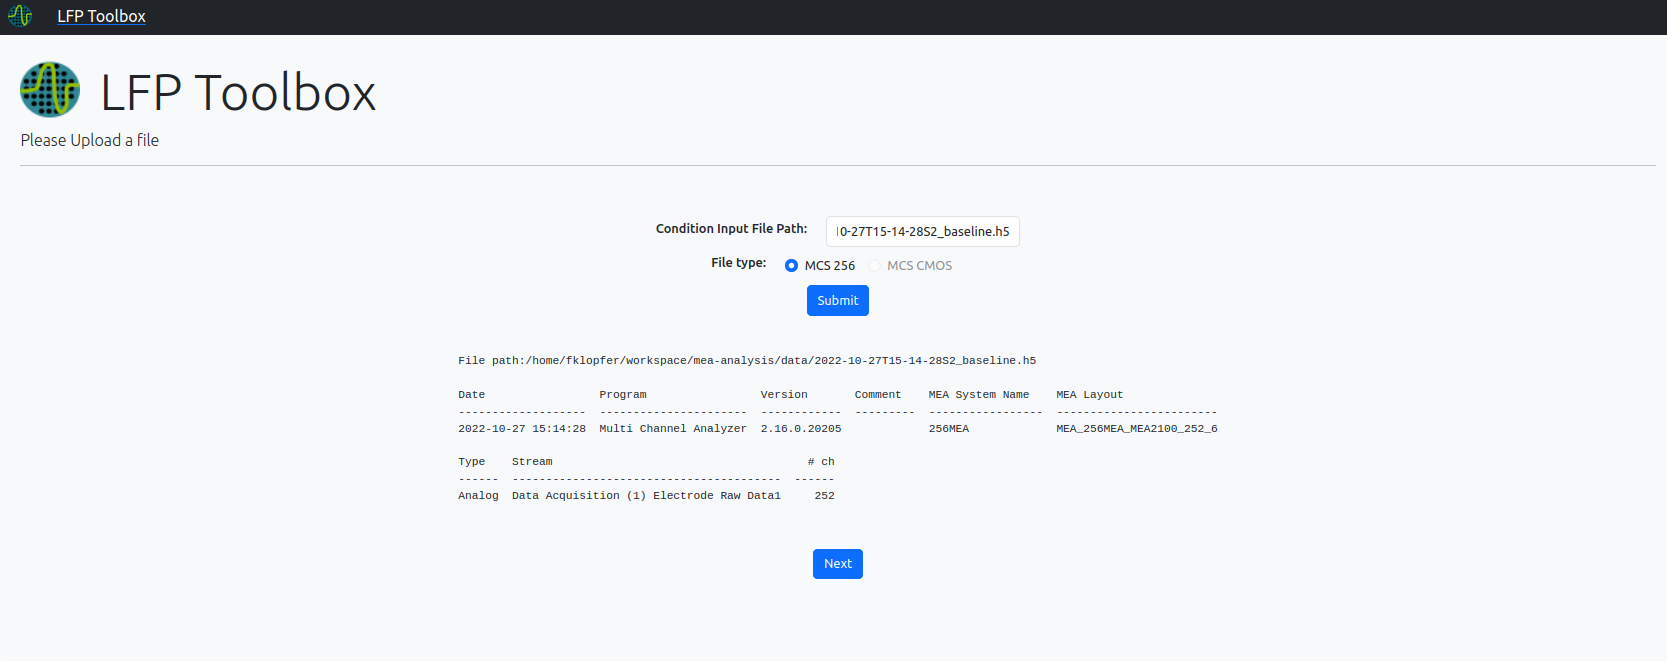 LFP Toolbox
LFP Toolbox
Please Upload a file
Condition Input File Path: 10-27T15-14-28S2_baseline.h5
File type: MCS 256 MCS CMOS
Submit
File path:/home/fklopfer/workspace/mea-analysis/data/2022-10-27T15-14-28S2_baseline.h5
Date Program Version Comment MEA System Name MEA Layout
------------------- ---------------------- ------------ --------- ----------------- ------------------------
2022-10-27 15:14:28 Multi Channel Analyzer 2.16.0.20205 256MEA MEA_256MEA_MEA2100_252_6
Type Stream # ch
------ ---------------------------------------- ------
Analog Data Acquisition (1) Electrode Raw Data1 252
Next